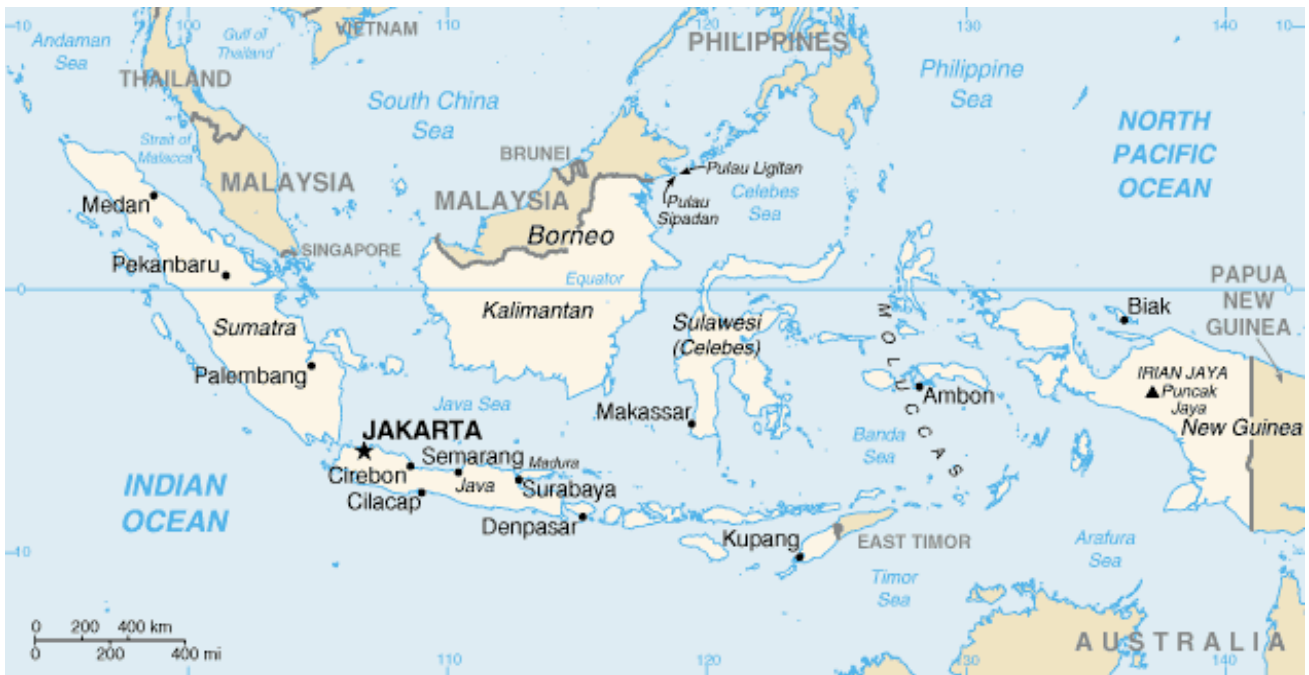 100
110
120
130
140
10
Andaman
Sea
Gulf of
Thailand
VIETNAM
PHILIPPINES
THAILAND
South China
Sea
Philippine
Sea
Strait of
Malacca
BRUNEI
NORTH
PACIFIC
OCEAN
MALAYSIA
MALAYSIA
Pulau Ligitan
Pulau
Sipadan
Celebes
Sea
Medan
SINGAPORE
Borneo
Pekanbaru
Equator
0
0
PAPUA
NEW
GUINEA
Biak
Sumatra
Kalimantan
Sulawesi
(Celebes)
MOLUCCAS
Palembang
IRIAN JAYA
Puncak
Jaya
Ambon
Java Sea
Makassar
New Guinea
JAKARTA
Banda
Sea
Semarang
Madura
Cirebon
Java
Surabaya
Cilacap
INDIAN
OCEAN
Denpasar
Kupang
EAST TIMOR
Arafura
Sea
10
Timor
Sea
0 200 400 km
0 200 400 mi
AUSTRALIA
110
120
130
140